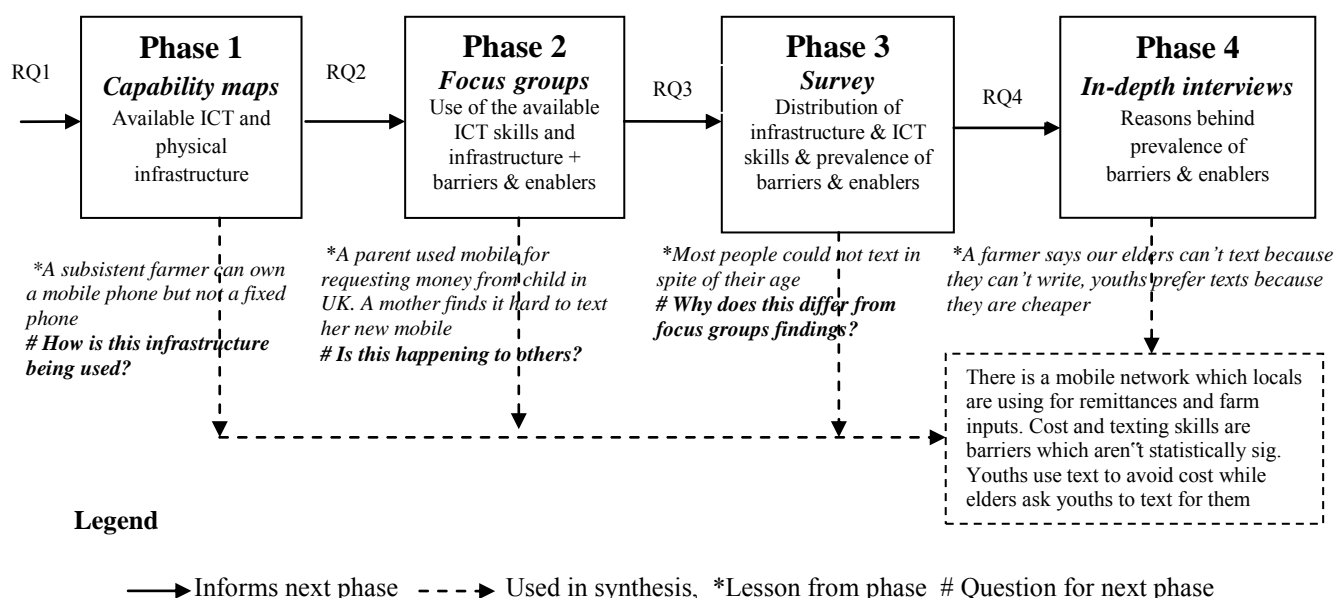 RQ1
Phase 1
Capability maps
Available ICT and
physical
infrastructure
RQ2
Phase 2
Focus groups
Use of the available
ICT skills and
infrastructure +
barriers & enablers
RQ3
Phase 3
Survey
Distribution of
infrastructure & ICT
skills & prevalence of
barriers & enablers
RQ4
Phase 4
In-depth interviews
Reasons behind
prevalence of
barriers & enablers
*A subsistent farmer can own
a mobile phone but not a fixed
phone
# How is this infrastructure
being used?
*A parent used mobile for
requesting money from child in
UK. A mother finds it hard to text
her new mobile
# Is this happening to others?
*Most people could not text in
spite of their age
# Why does this differ from
focus groups findings?
*A farmer says our elders can’t text because
they can’t write, youths prefer texts because
they are cheaper
There is a mobile network which locals
are using for remittances and farm
inputs. Cost and texting skills are
barriers which aren‟t statistically sig.
Youths use text to avoid cost while
elders ask youths to text for them
Legend
Informs next phase Used in synthesis, *Lesson from phase # Question for next phase